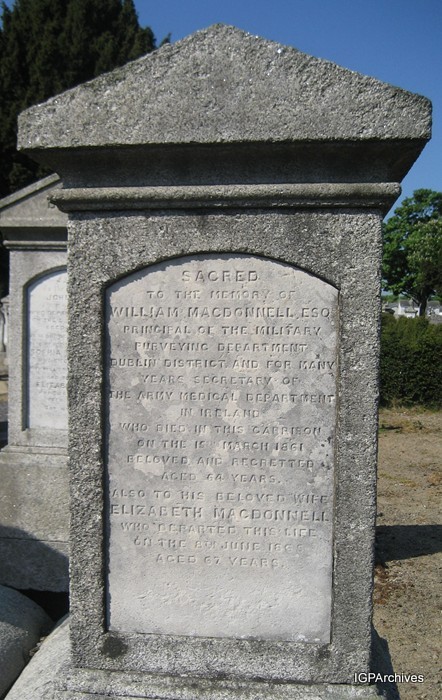 SACRED
TO THE MEMORY OF
WILLIAM MACDONNELL ESQ
PRINCIPAL OF THE MILITARY
PURVEYING DEPARTMENT
DUBLIN DISTRICT AND FOR MANY
YEARS SECRETARY OF
THE ARMY MEDICAL DEPARTMENT
IN IRELAND
WHO DIED IN THIS GARRISON
ON THE MARCH 1861
BELOVED AND REGRETTED
AGED 64 YEARS.
ALSO TO HIS BELOVED WIFE
ELIZABETH MACDONNELL
WHO DEPARTED THIS LIFE
ON THE 8TH JUNE
AGED 67 YEARS.
IGPArchives